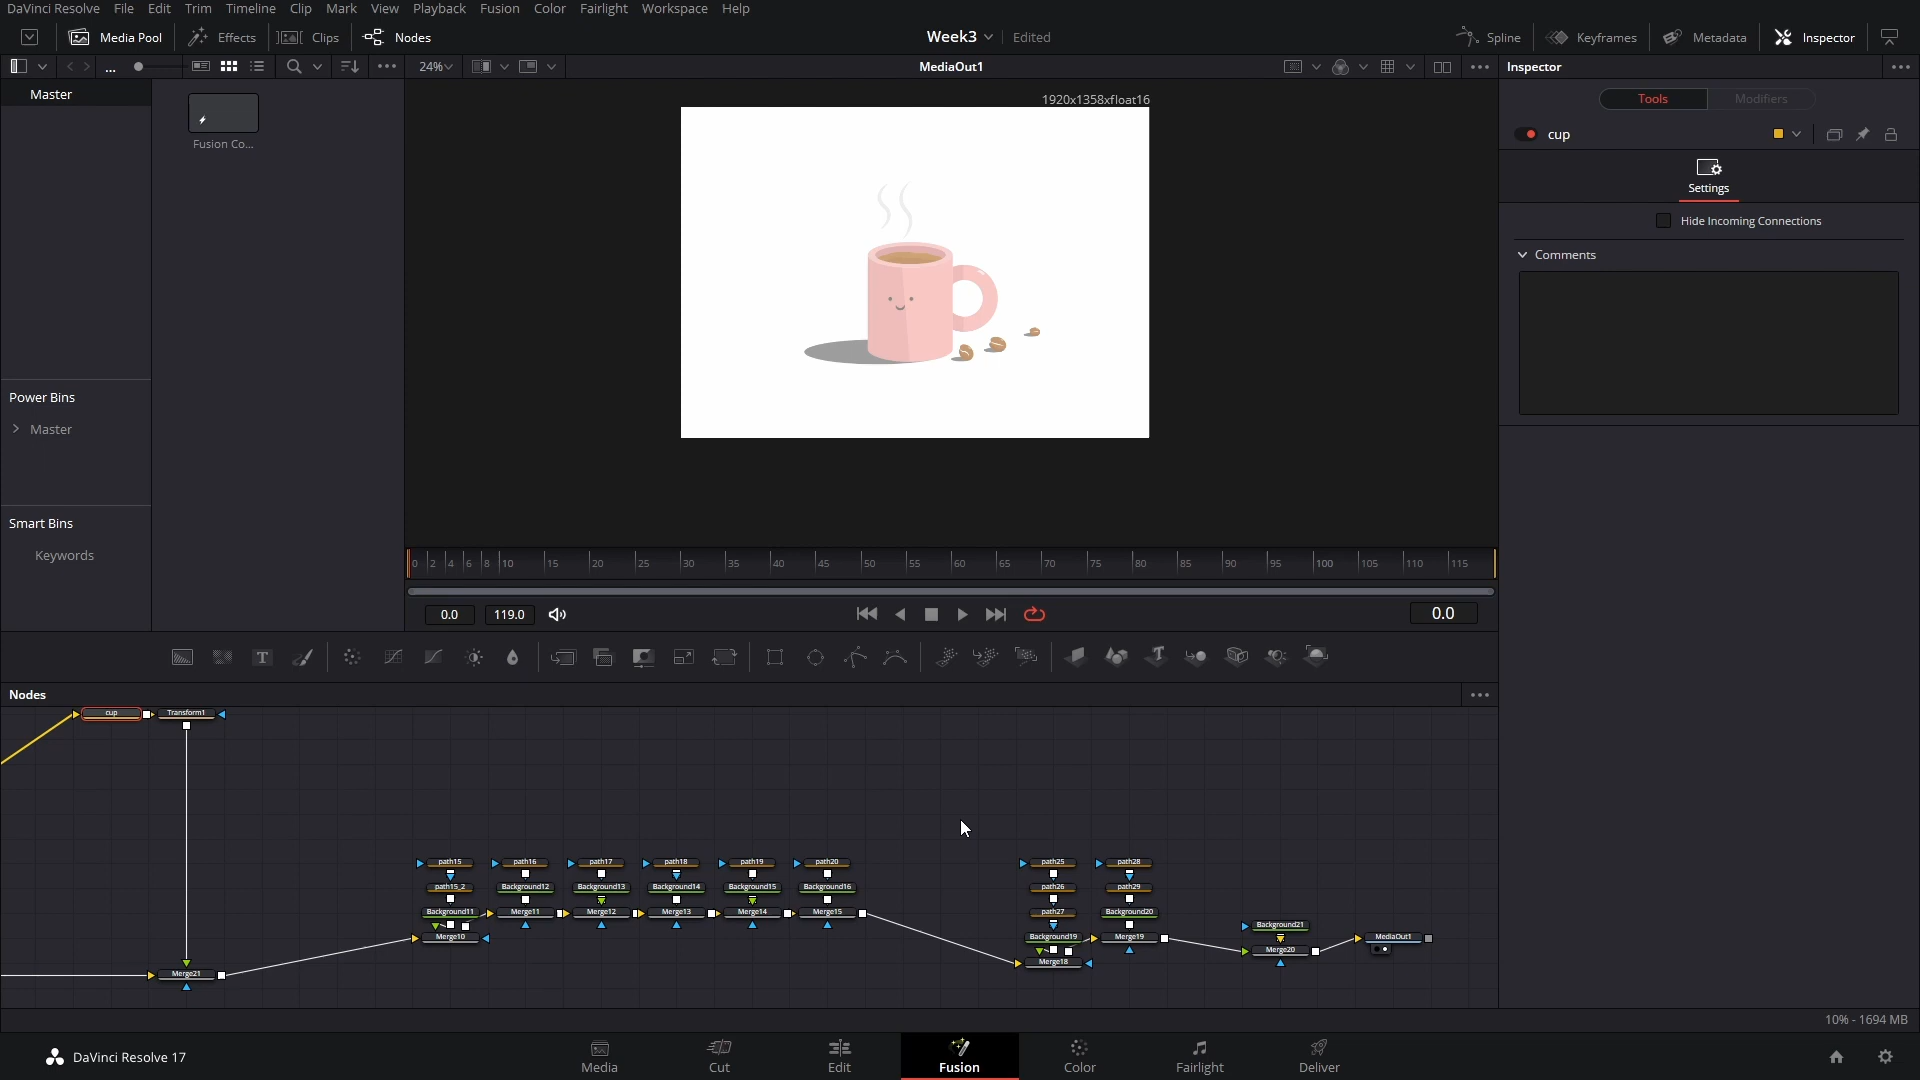 DaVinci Resolve File Edit Trim Timeline Clip Mark View Playback Fusion Color Fairlight Workspace Help
Media Pool Effects Clips Nodes Week3 Edited Spline Keyframes Metadata Inspector
... 24% MediaOut1 Inspector
Master
1920x1358xfloat16
Tools Modifiers
cup
Fusion Co...
Settings
Hide Incoming Connections
Comments
Power Bins
Master
Smart Bins
Keywords
0 2 4 6 8 10 15 20 25 30 35 40 45 50 55 60 65 70 75 80 85 90 95 100 105 110 115
0.0 119.0 0.0
T
Nodes
cup Transform1
path15 path16 path17 path18 path19 path20 path25 path28
path15_2 Background12 Background13 Background14 Background15 Background16 path26 path29
Background11 Merge11 Merge12 Merge13 Merge14 Merge15 path27 Background20
Background21
Merge10 Background19 Merge19 MediaOut1
Merge20
Merge18
Merge21
10% - 1694 MB
DaVinci Resolve 17
Media Cut Edit Fusion Color Fairlight Deliver